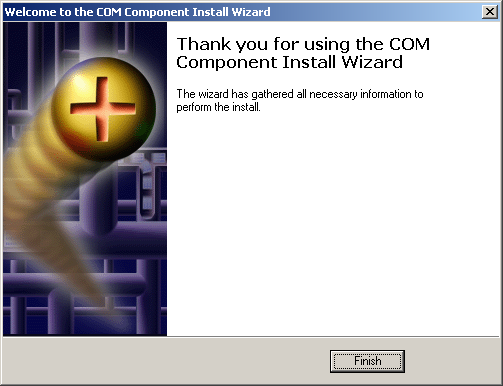 Welcome to the COM Component Install Wizard
Thank you for using the COM
Component Install Wizard
The wizard has gathered all necessary information to
perform the install.
Finish